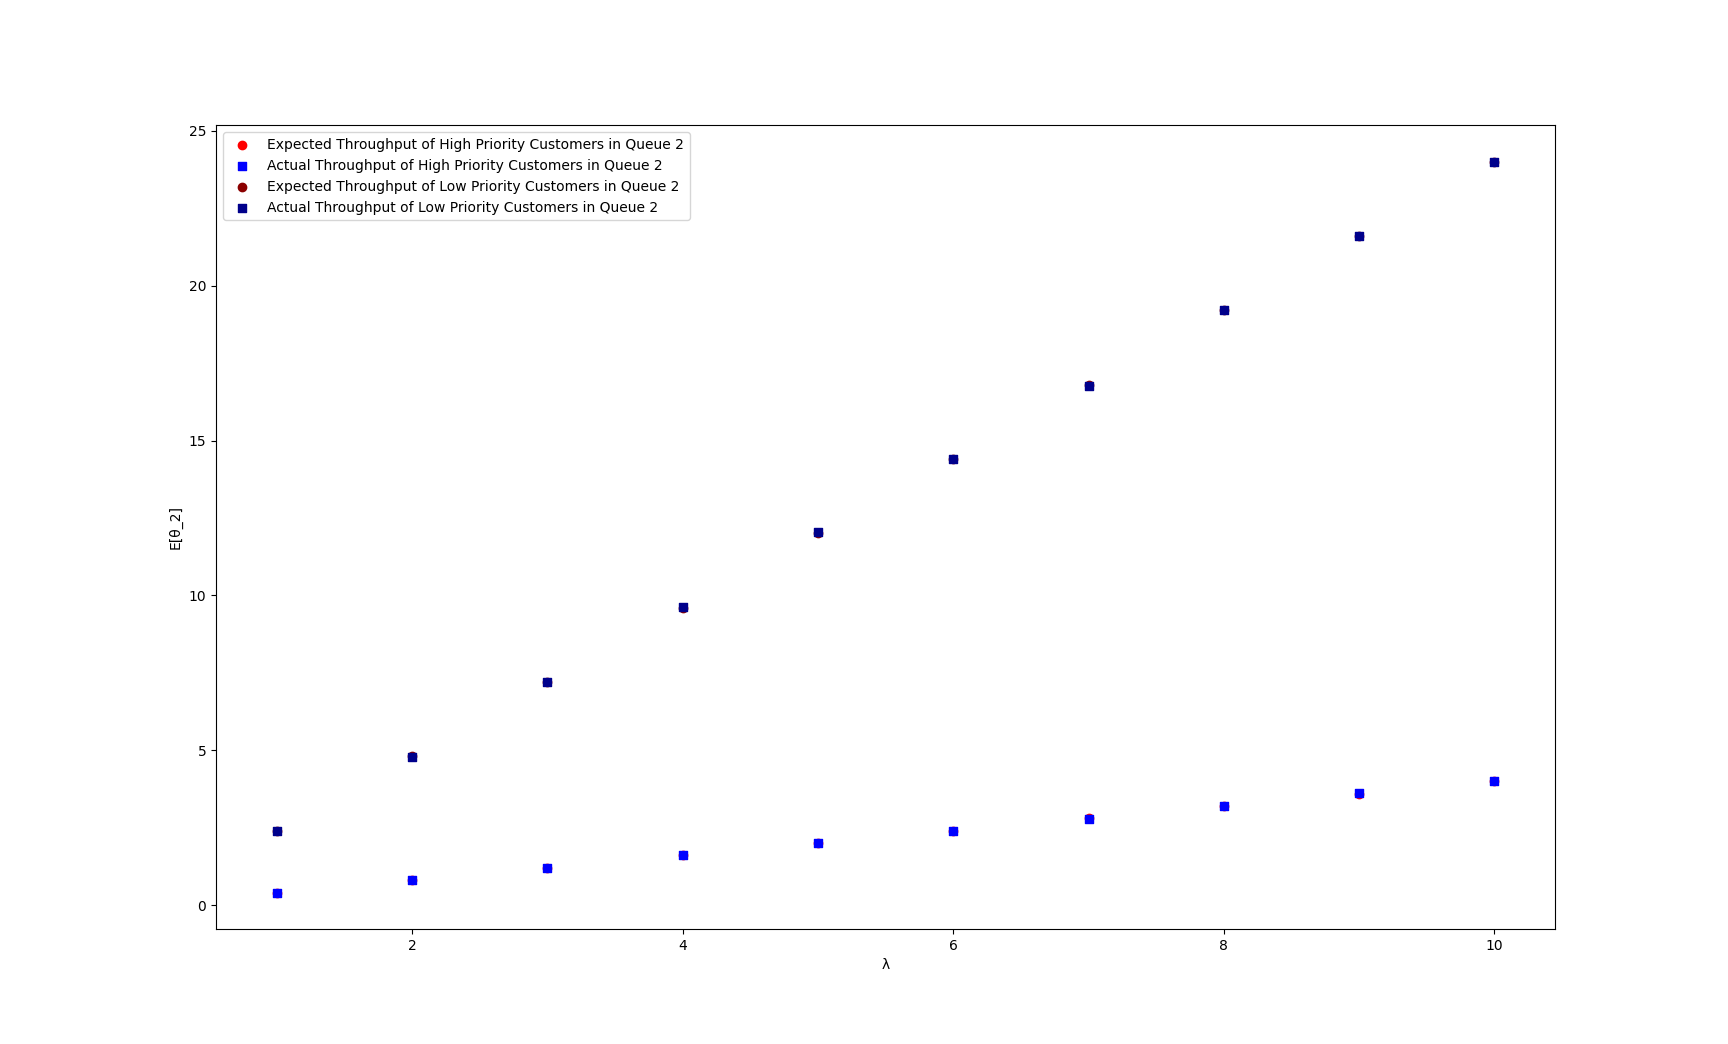 25
20
15
10
5
0
E[θ_2]
Expected Throughput of High Priority Customers in Queue 2
Actual Throughput of High Priority Customers in Queue 2
Expected Throughput of Low Priority Customers in Queue 2
Actual Throughput of Low Priority Customers in Queue 2
2 4 6 8 10
λ